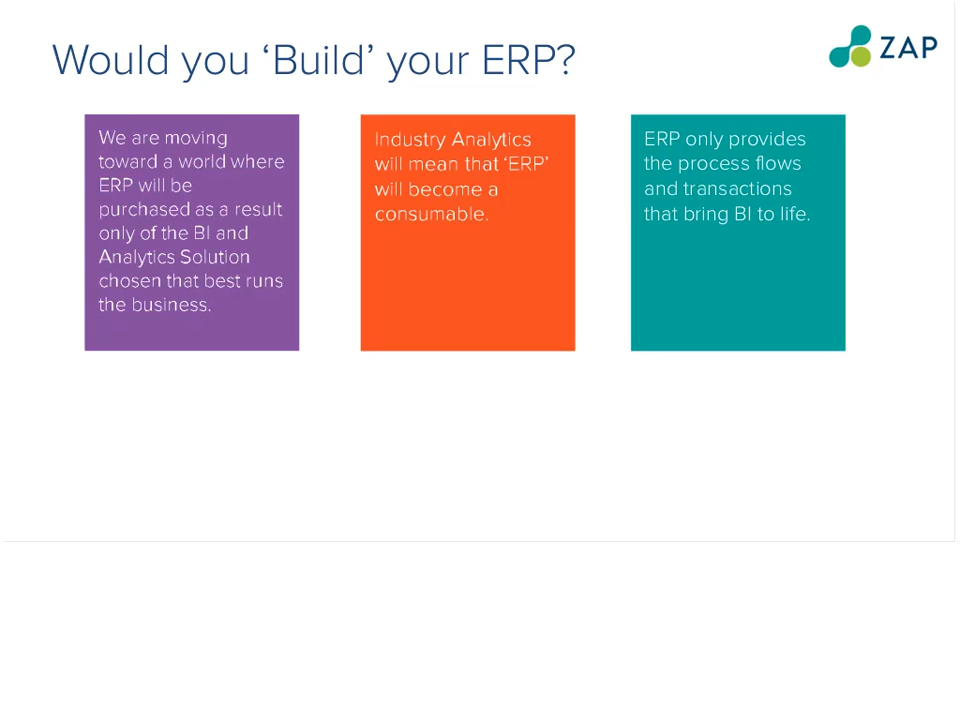 Would you ‘Build’ your ERP?
ZAP
We are moving
toward a world where
ERP will be
purchased as a result
only of the BI and
Analytics Solution
chosen that best runs
the business.
Industry Analytics
will mean that ‘ERP’
will become a
consumable.
ERP only provides
the process flows
and transactions
that bring BI to life.